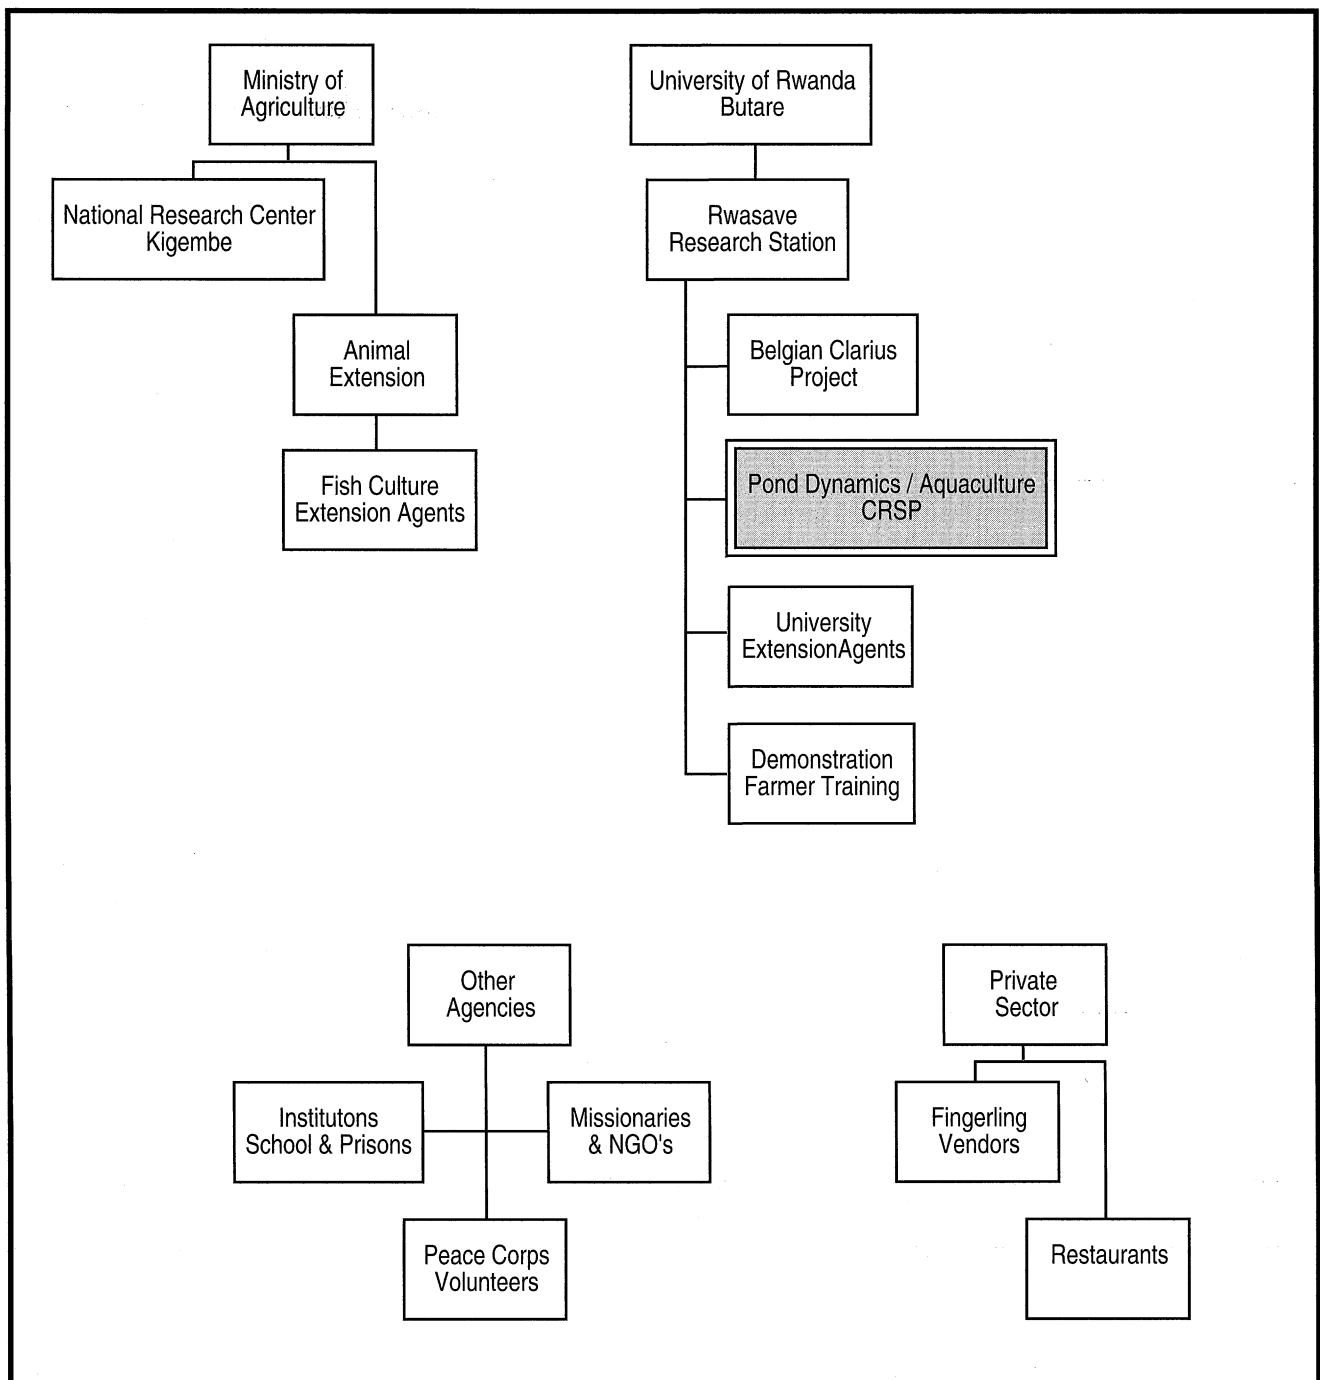 Ministry of
Agriculture
University of Rwanda
Butare
National Research Center
Kigembe
Rwasave
Research Station
Animal
Extension
Belgian Clarius
Project
Fish Culture
Extension Agents
Pond Dynamics / Aquaculture
CRSP
University
ExtensionAgents
Demonstration
Farmer Training
Other
Agencies
Private
Sector
Institutons
School & Prisons
Missionaries
& NGO's
Fingerling
Vendors
Peace Corps
Volunteers
Restaurants